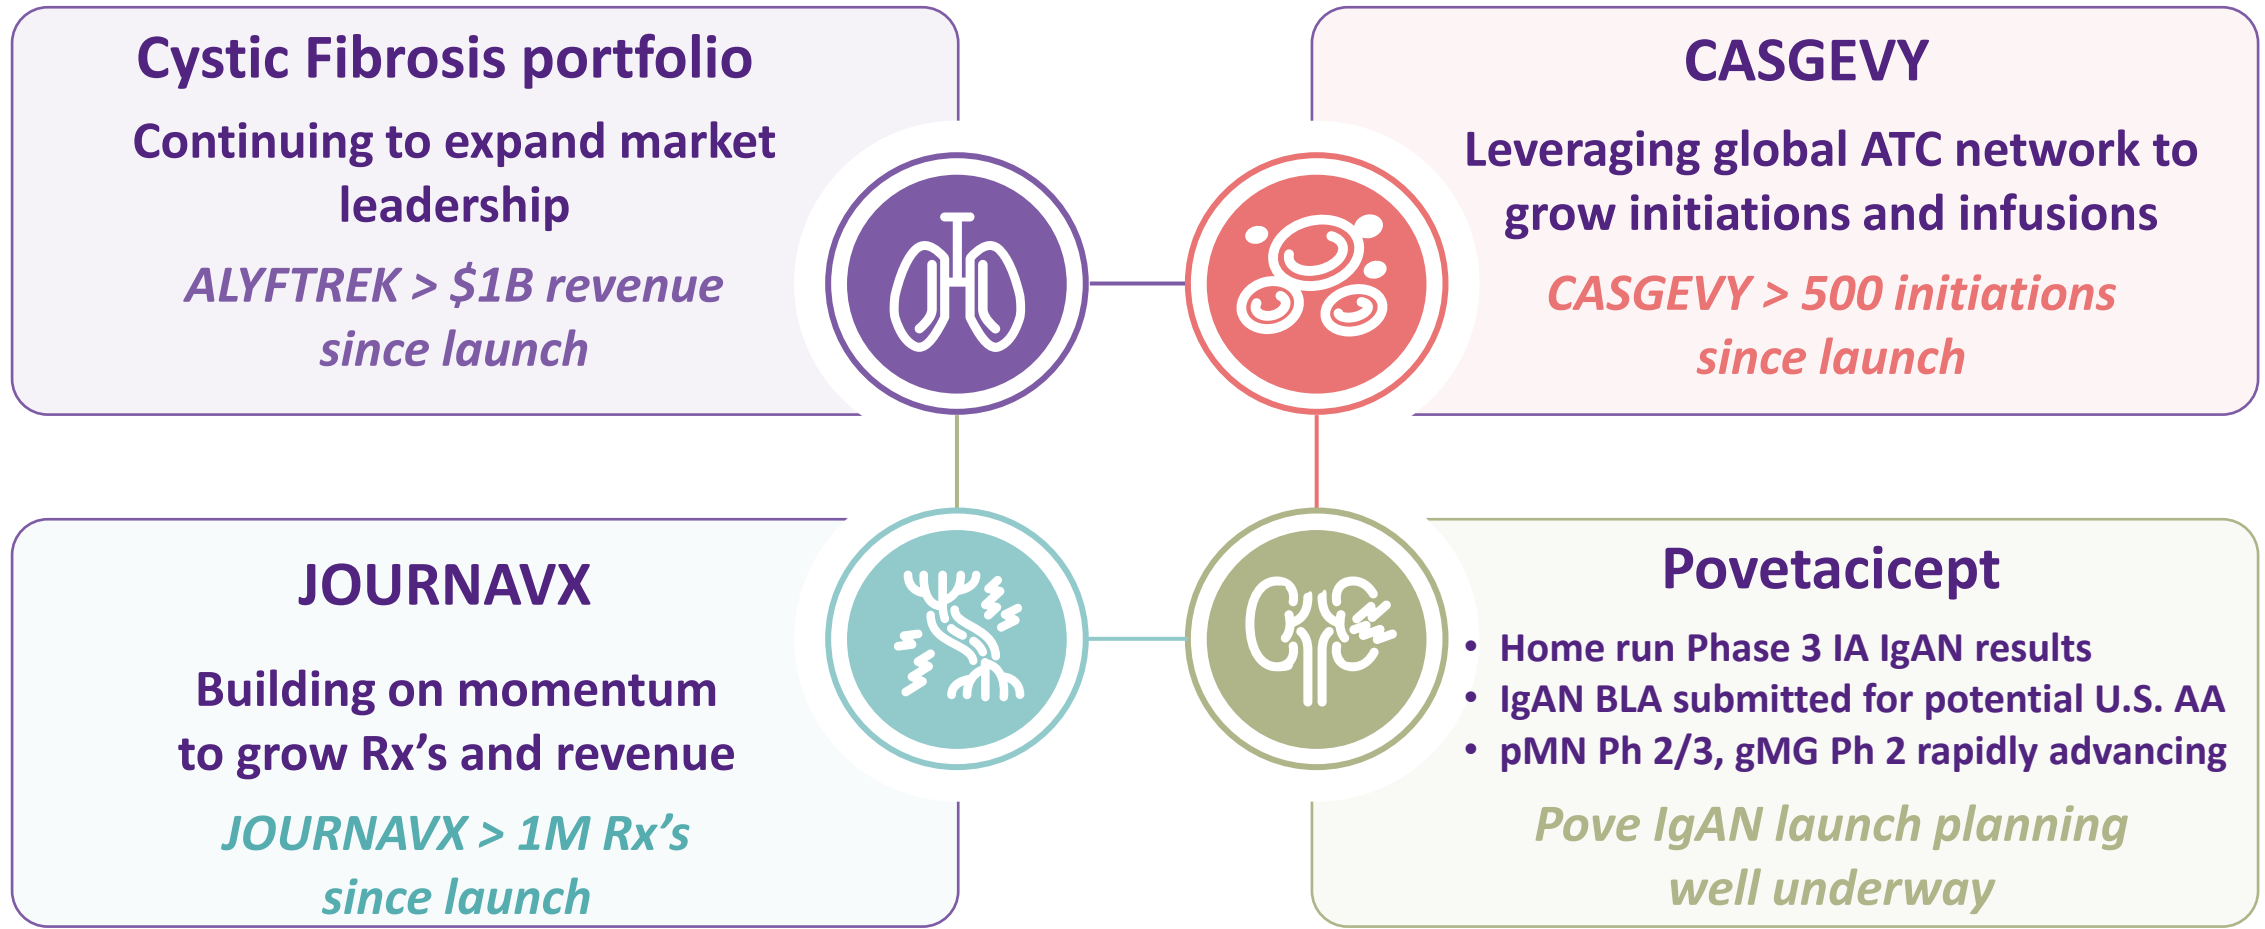 Cystic Fibrosis portfolio
Continuing to expand market
leadership
ALYFTREK > $1B revenue
since launch
CASGEVY
Leveraging global ATC network to
grow initiations and infusions
CASGEVY > 500 initiations
since launch
JOURNAVX
Building on momentum
to grow Rx’s and revenue
JOURNAVX > 1M Rx’s
since launch
Povetacicept
• Home run Phase 3 IA IgAN results
• IgAN BLA submitted for potential U.S. AA
• pMN Ph 2/3, gMG Ph 2 rapidly advancing
Pove IgAN launch planning
well underway